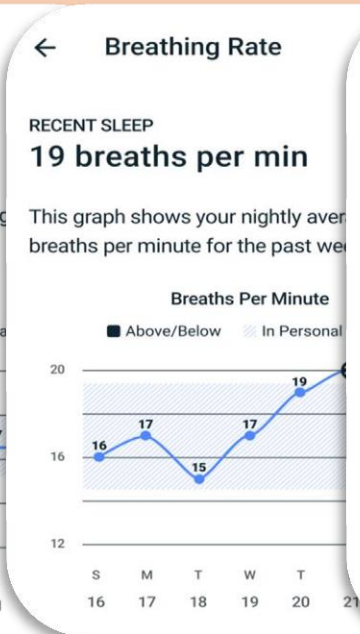 Breathing Rate
RECENT SLEEP
19 breaths per min
This graph shows your nightly aver
breaths per minute for the past we
Breaths Per Minute
Above/Below In Personal
20
19
17
17
16
16
15
12
S M T W T
16 17 18 19 20 21